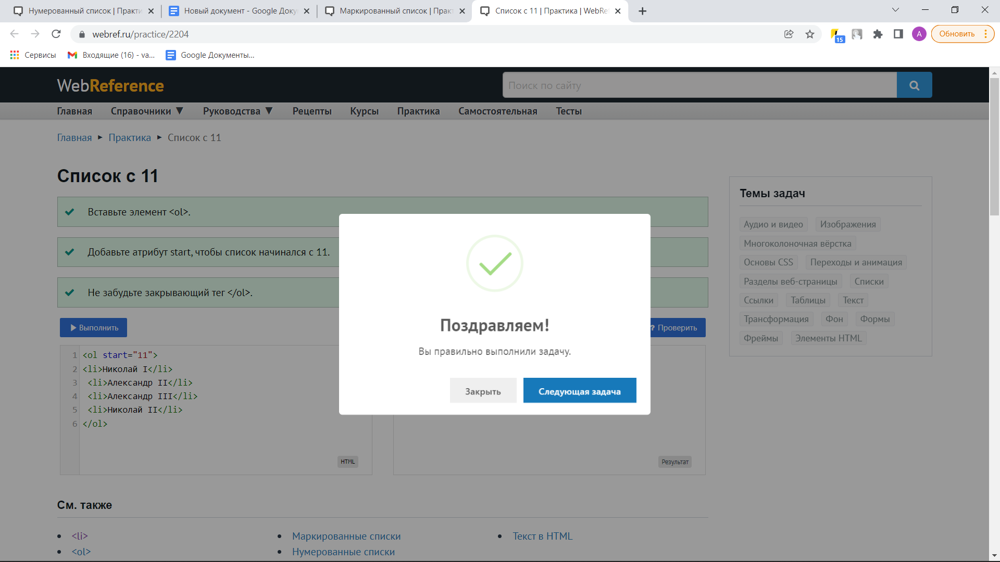 Нумерованный список | Практи
Новый документ - Google Доку
Маркированный список | Практ
Список с 11 | Практика | WebRef
webref.ru/practice/2204
15
A
Обновить
Сервисы
Входящие (16) - va...
Google Документы...
WebReference
Поиск по сайту
Главная
Справочники ▼
Руководства ▼
Рецепты
Курсы
Практика
Самостоятельная
Тесты
Главная ▸ Практика ▸ Список с 11
Список с 11
Вставьте элемент <ol>.
Добавьте атрибут start, чтобы список начинался с 11.
Не забудьте закрывающий тег </ol>.
Выполнить
? Проверить
1 <ol start="11">
2 <li>Николай I</li>
3 <li>Александр II</li>
4 <li>Александр III</li>
5 <li>Николай II</li>
6 </ol>
HTML
Результат
Поздравляем!
Вы правильно выполнили задачу.
Закрыть
Следующая задача
Темы задач
Аудио и видео
Изображения
Многоколоночная вёрстка
Основы CSS
Переходы и анимация
Разделы веб-страницы
Списки
Ссылки
Таблицы
Текст
Трансформация
Фон
Формы
Фреймы
Элементы HTML
См. также
• <li>
• <ol>
• Маркированные списки
• Нумерованные списки
• Текст в HTML